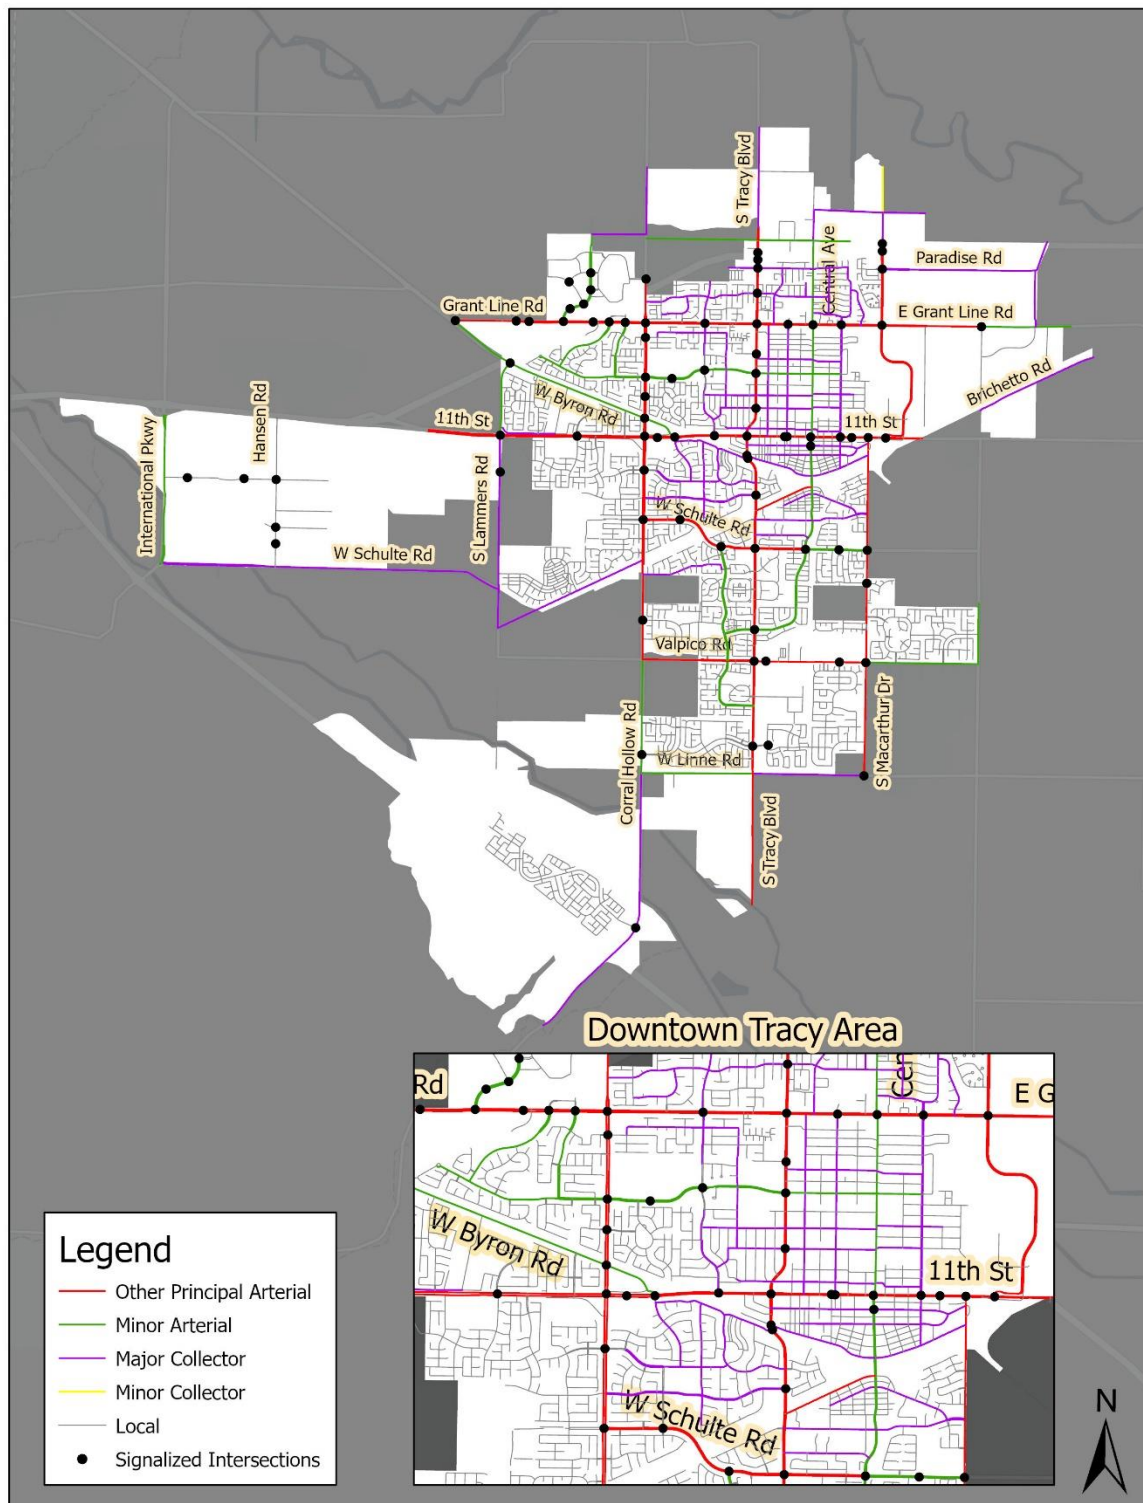 S Tracy Blvd
Central Ave
Paradise Rd
Grant Line Rd
E Grant Line Rd
Brichetto Rd
W Byron Rd
11th St
11th St
Hansen Rd
International Pkwy
S Lammers Rd
W Schulte Rd
W Schulte Rd
Valpico Rd
S Macarthur Dr
Corral Hollow Rd
W Linne Rd
S Tracy Blvd
Downtown Tracy Area
Rd
Cen
E G
W Byron Rd
11th St
W Schulte Rd
Legend
Other Principal Arterial
Minor Arterial
Major Collector
Minor Collector
Local
Signalized Intersections
N